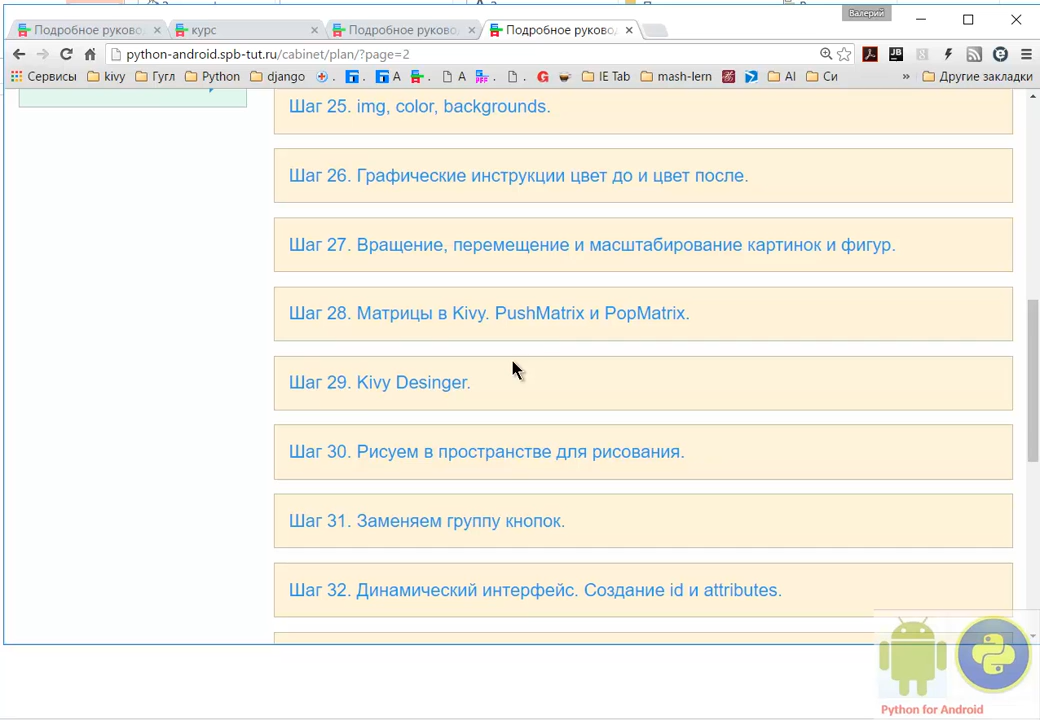 Валерий
Подробное руково
курс
Подробное руково
Подробное руково
python-android.spb-tut.ru/cabinet/plan/?page=2
Сервисы kivy Гугл Python django A A G IE Tab mash-lern AI Си » Другие закладки
Шаг 25. img, color, backgrounds.
Шаг 26. Графические инструкции цвет до и цвет после.
Шаг 27. Вращение, перемещение и масштабирование картинок и фигур.
Шаг 28. Матрицы в Kivy. PushMatrix и PopMatrix.
Шаг 29. Kivy Desinger.
Шаг 30. Рисуем в пространстве для рисования.
Шаг 31. Заменяем группу кнопок.
Шаг 32. Динамический интерфейс. Создание id и attributes.
Python for Android